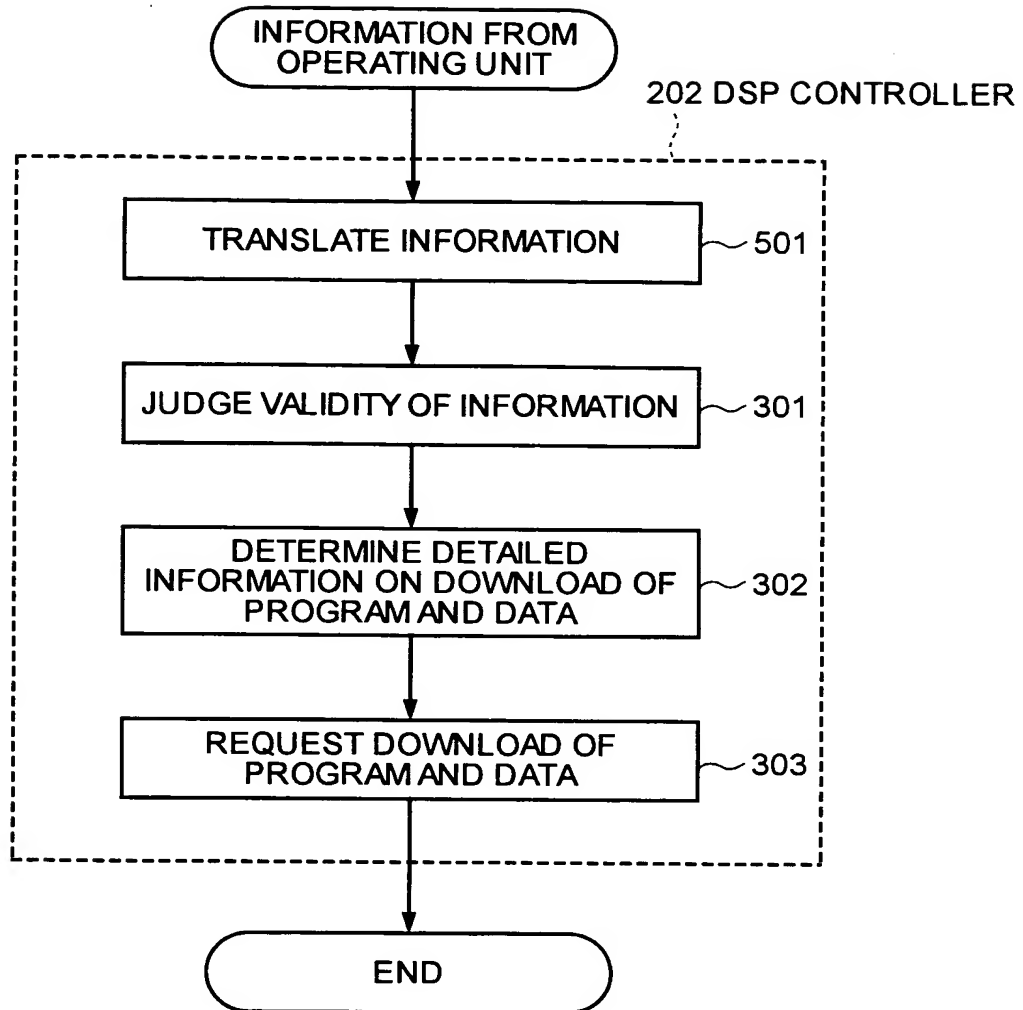 INFORMATION FROM
OPERATING UNIT
202 DSP CONTROLLER
TRANSLATE INFORMATION
501
JUDGE VALIDITY OF INFORMATION
301
DETERMINE DETAILED
INFORMATION ON DOWNLOAD OF
PROGRAM AND DATA
302
REQUEST DOWNLOAD OF
PROGRAM AND DATA
303
END